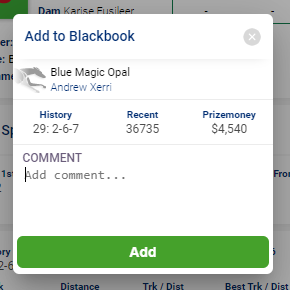 Dam Karise Fusileer
Add to Blackbook
Blue Magic Opal
Andrew Xerri
History Recent Prizemoney
29: 2-6-7 36735 $4,540
COMMENT
Add comment...
Add
Distance Trk / Dist Best Trk / Dist